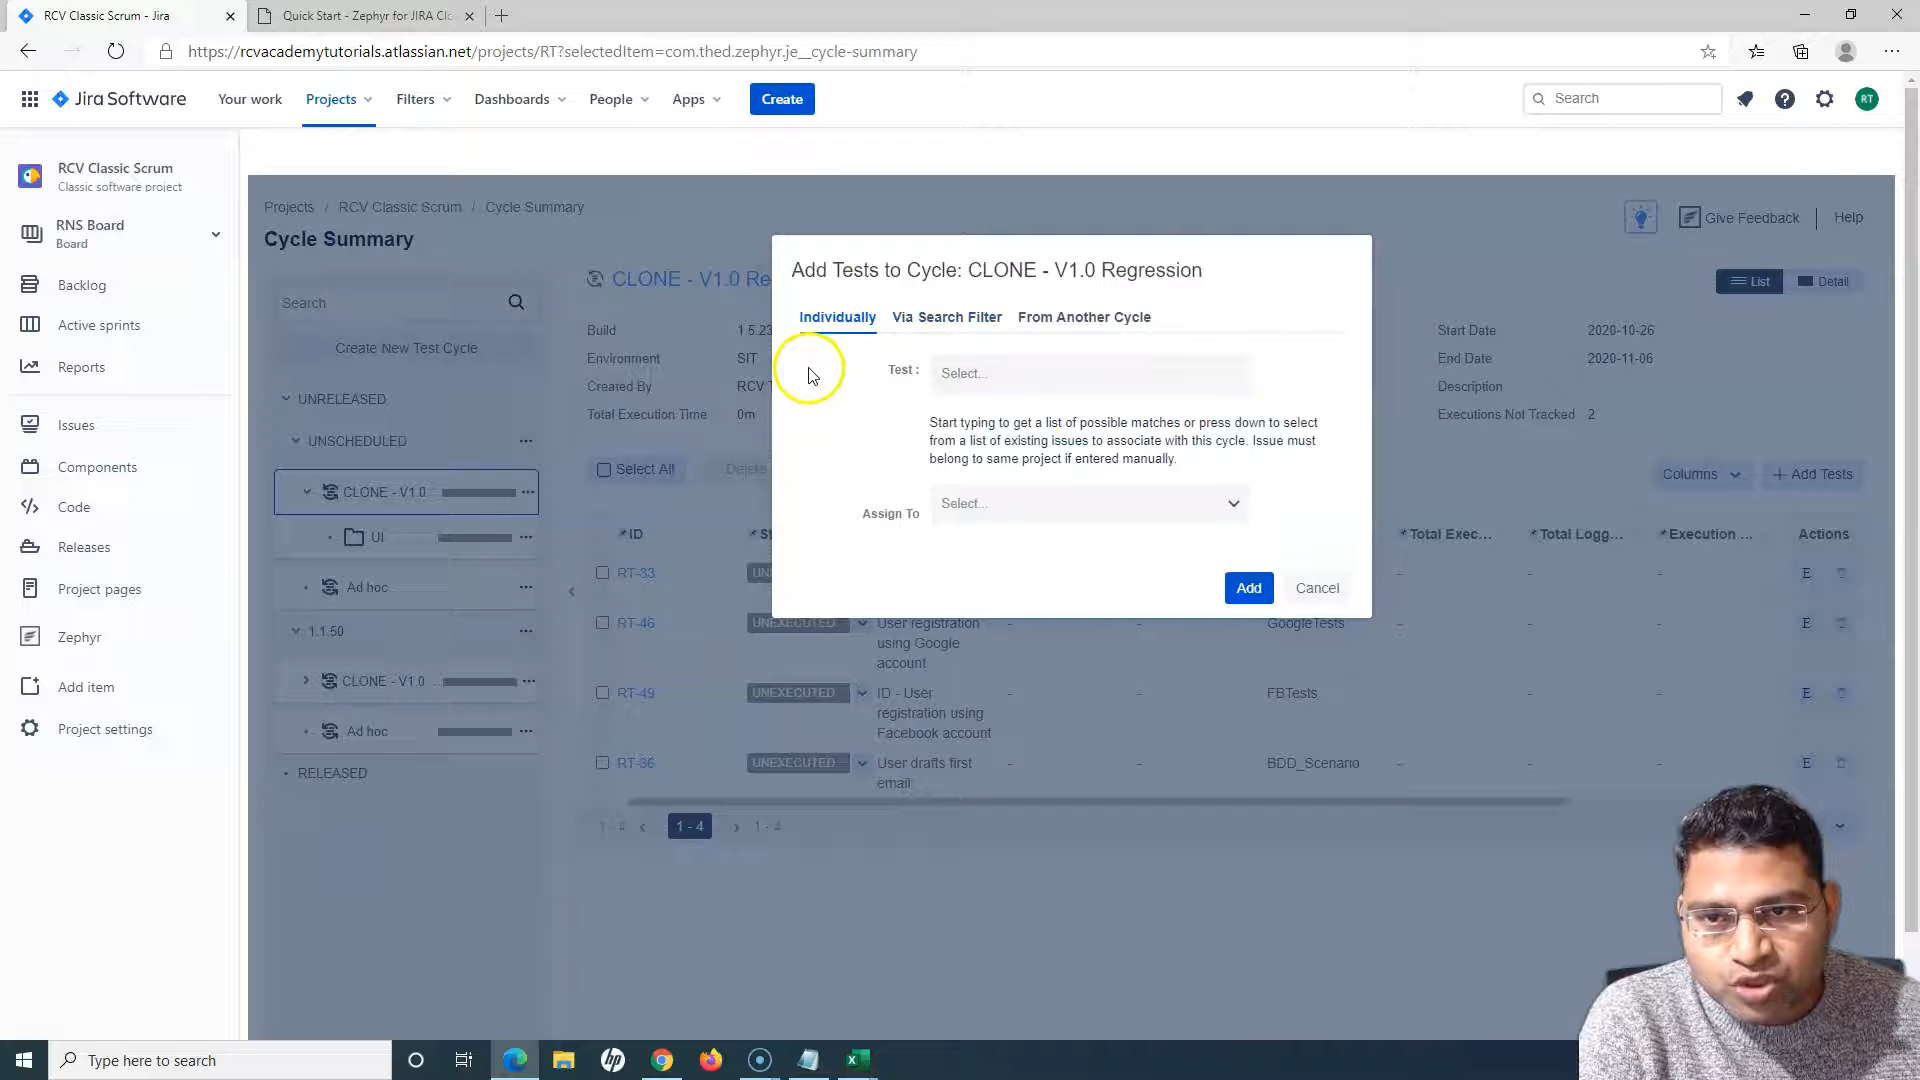 RCV Classic Scrum - Jira
Quick Start - Zephyr for JIRA Clo
https://rcvacademytutorials.atlassian.net/projects/RT?selectedItem=com.thed.zephyr.je__cycle-summary
Jira Software
Your work
Projects
Filters
Dashboards
People
Apps
Create
Search
RT
RCV Classic Scrum
Classic software project
RNS Board
Board
Backlog
Active sprints
Reports
Issues
Components
Code
Releases
Project pages
Zephyr
Add item
Project settings
Projects / RCV Classic Scrum / Cycle Summary
Give Feedback
Help
Cycle Summary
Search
Create New Test Cycle
UNRELEASED
UNSCHEDULED
CLONE - V1.0
UI
Ad hoc
1.1.50
CLONE - V1.0 ..
Ad hoc
RELEASED
CLONE - V1.0 Re
List
Detail
Build 1.5.23
Environment SIT
Created By RCV T
Total Execution Time 0m
Start Date 2020-10-26
End Date 2020-11-06
Description
Executions Not Tracked 2
Select All
Delete
Columns
+ Add Tests
ID
St
Total Exec...
Total Logg...
Execution ...
Actions
RT-33 UN - - - E
RT-46 UNEXECUTED User registration using Google account - - GoogleTests - - - E
RT-49 UNEXECUTED ID - User registration using Facebook account - - FBTests - - - E
RT-36 UNEXECUTED User drafts first email - - BDD_Scenario - - - E
1 - 4 < 1 - 4 > 1 - 4
Add Tests to Cycle: CLONE - V1.0 Regression
Individually
Via Search Filter
From Another Cycle
Test :
Select...
Start typing to get a list of possible matches or press down to select
from a list of existing issues to associate with this cycle. Issue must
belong to same project if entered manually.
Assign To
Select...
Add
Cancel
Type here to search
hp